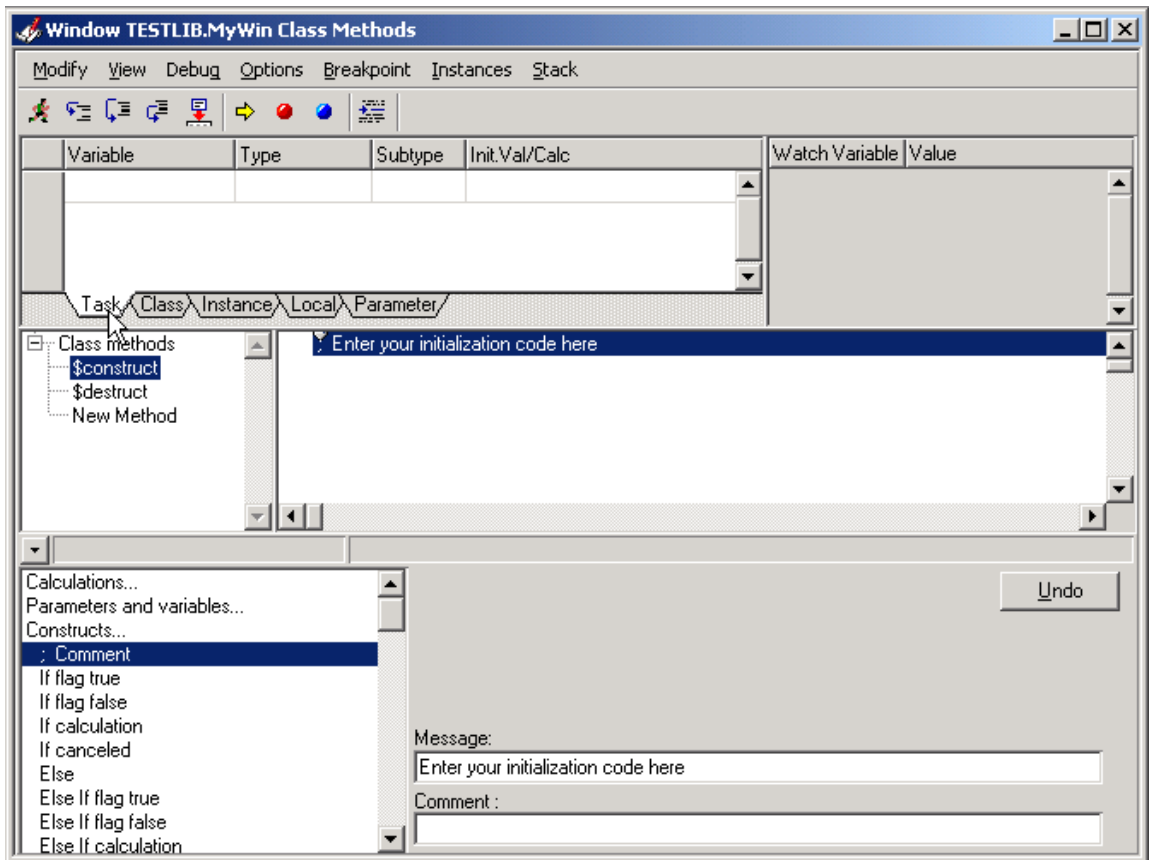 Window TESTLIB.MyWin Class Methods
Modify View Debug Options Breakpoint Instances Stack
Variable Type Subtype Init.Val/Calc Watch Variable Value
Task Class Instance Local Parameter
Class methods
$construct
$destruct
New Method
; Enter your initialization code here
Calculations...
Parameters and variables...
Constructs...
; Comment
If flag true
If flag false
If calculation
If canceled
Else
Else If flag true
Else If flag false
Else If calculation
Undo
Message:
Enter your initialization code here
Comment :